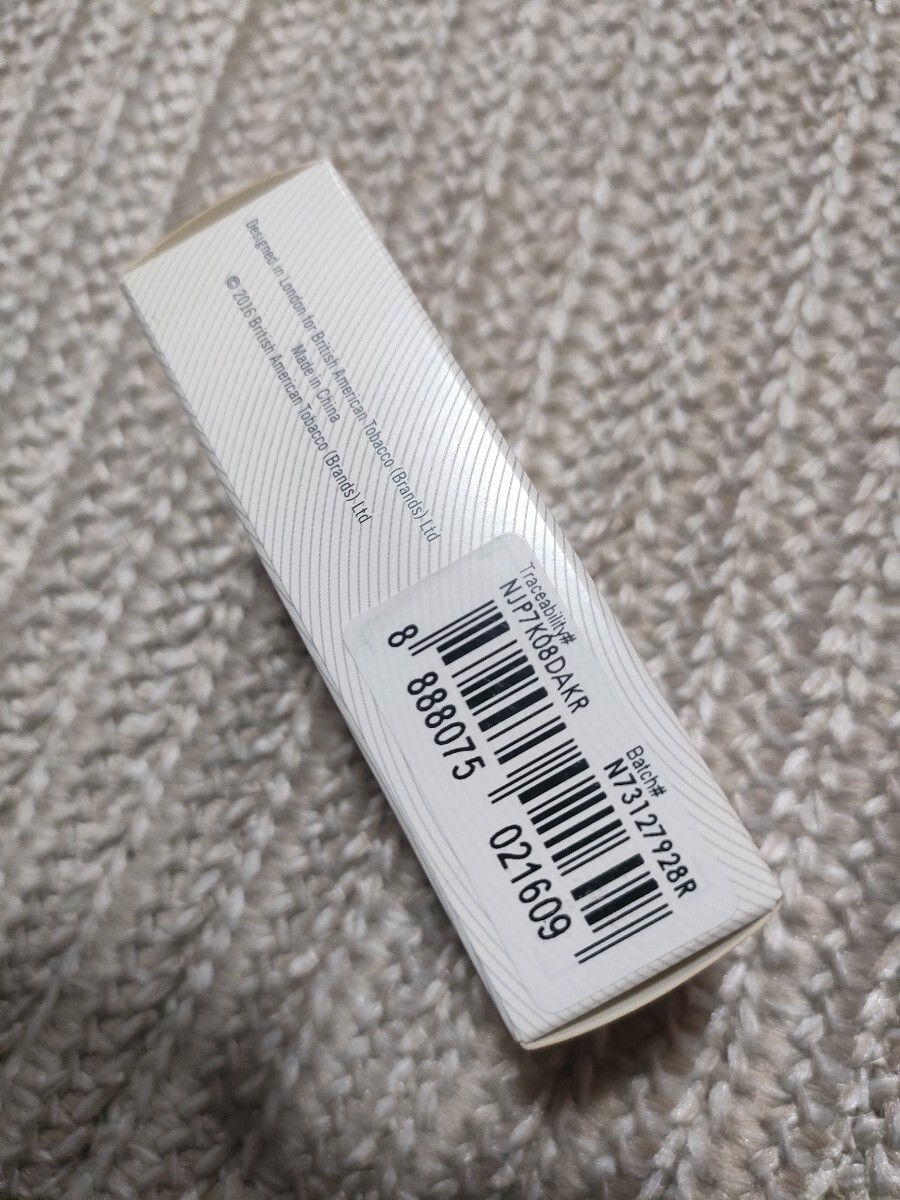 Designed in London for British American Tobacco (Brands) Ltd
Made in China
© 2016 British American Tobacco (Brands) Ltd
Traceability#
NJP7K08DAKR
Batch#
N73127928R
8 888075 021609